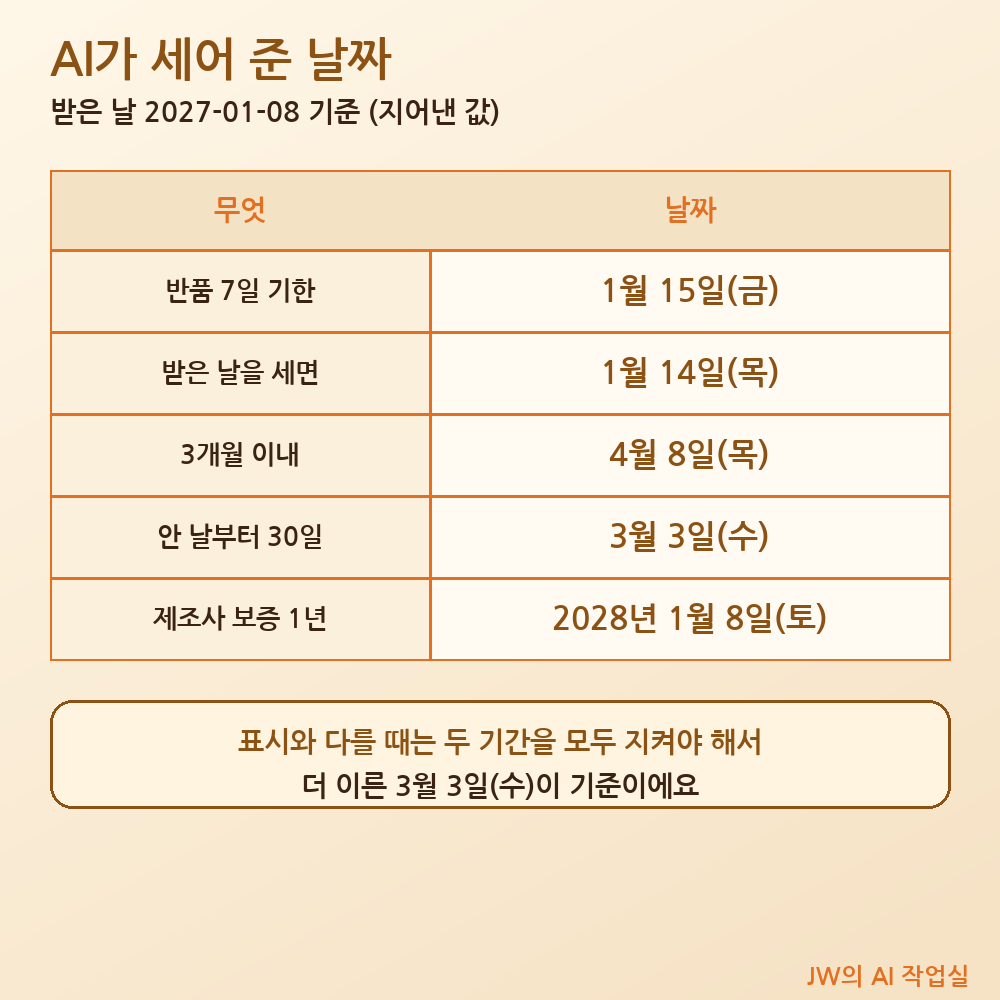 AI가 세어 준 날짜
받은 날 2027-01-08 기준 (지어낸 값)
무엇 날짜
반품 7일 기한 1월 15일(금)
받은 날을 세면 1월 14일(목)
3개월 이내 4월 8일(목)
안 날부터 30일 3월 3일(수)
제조사 보증 1년 2028년 1월 8일(토)
표시와 다를 때는 두 기간을 모두 지켜야 해서
더 이른 3월 3일(수)이 기준이에요
JW의 AI 작업실